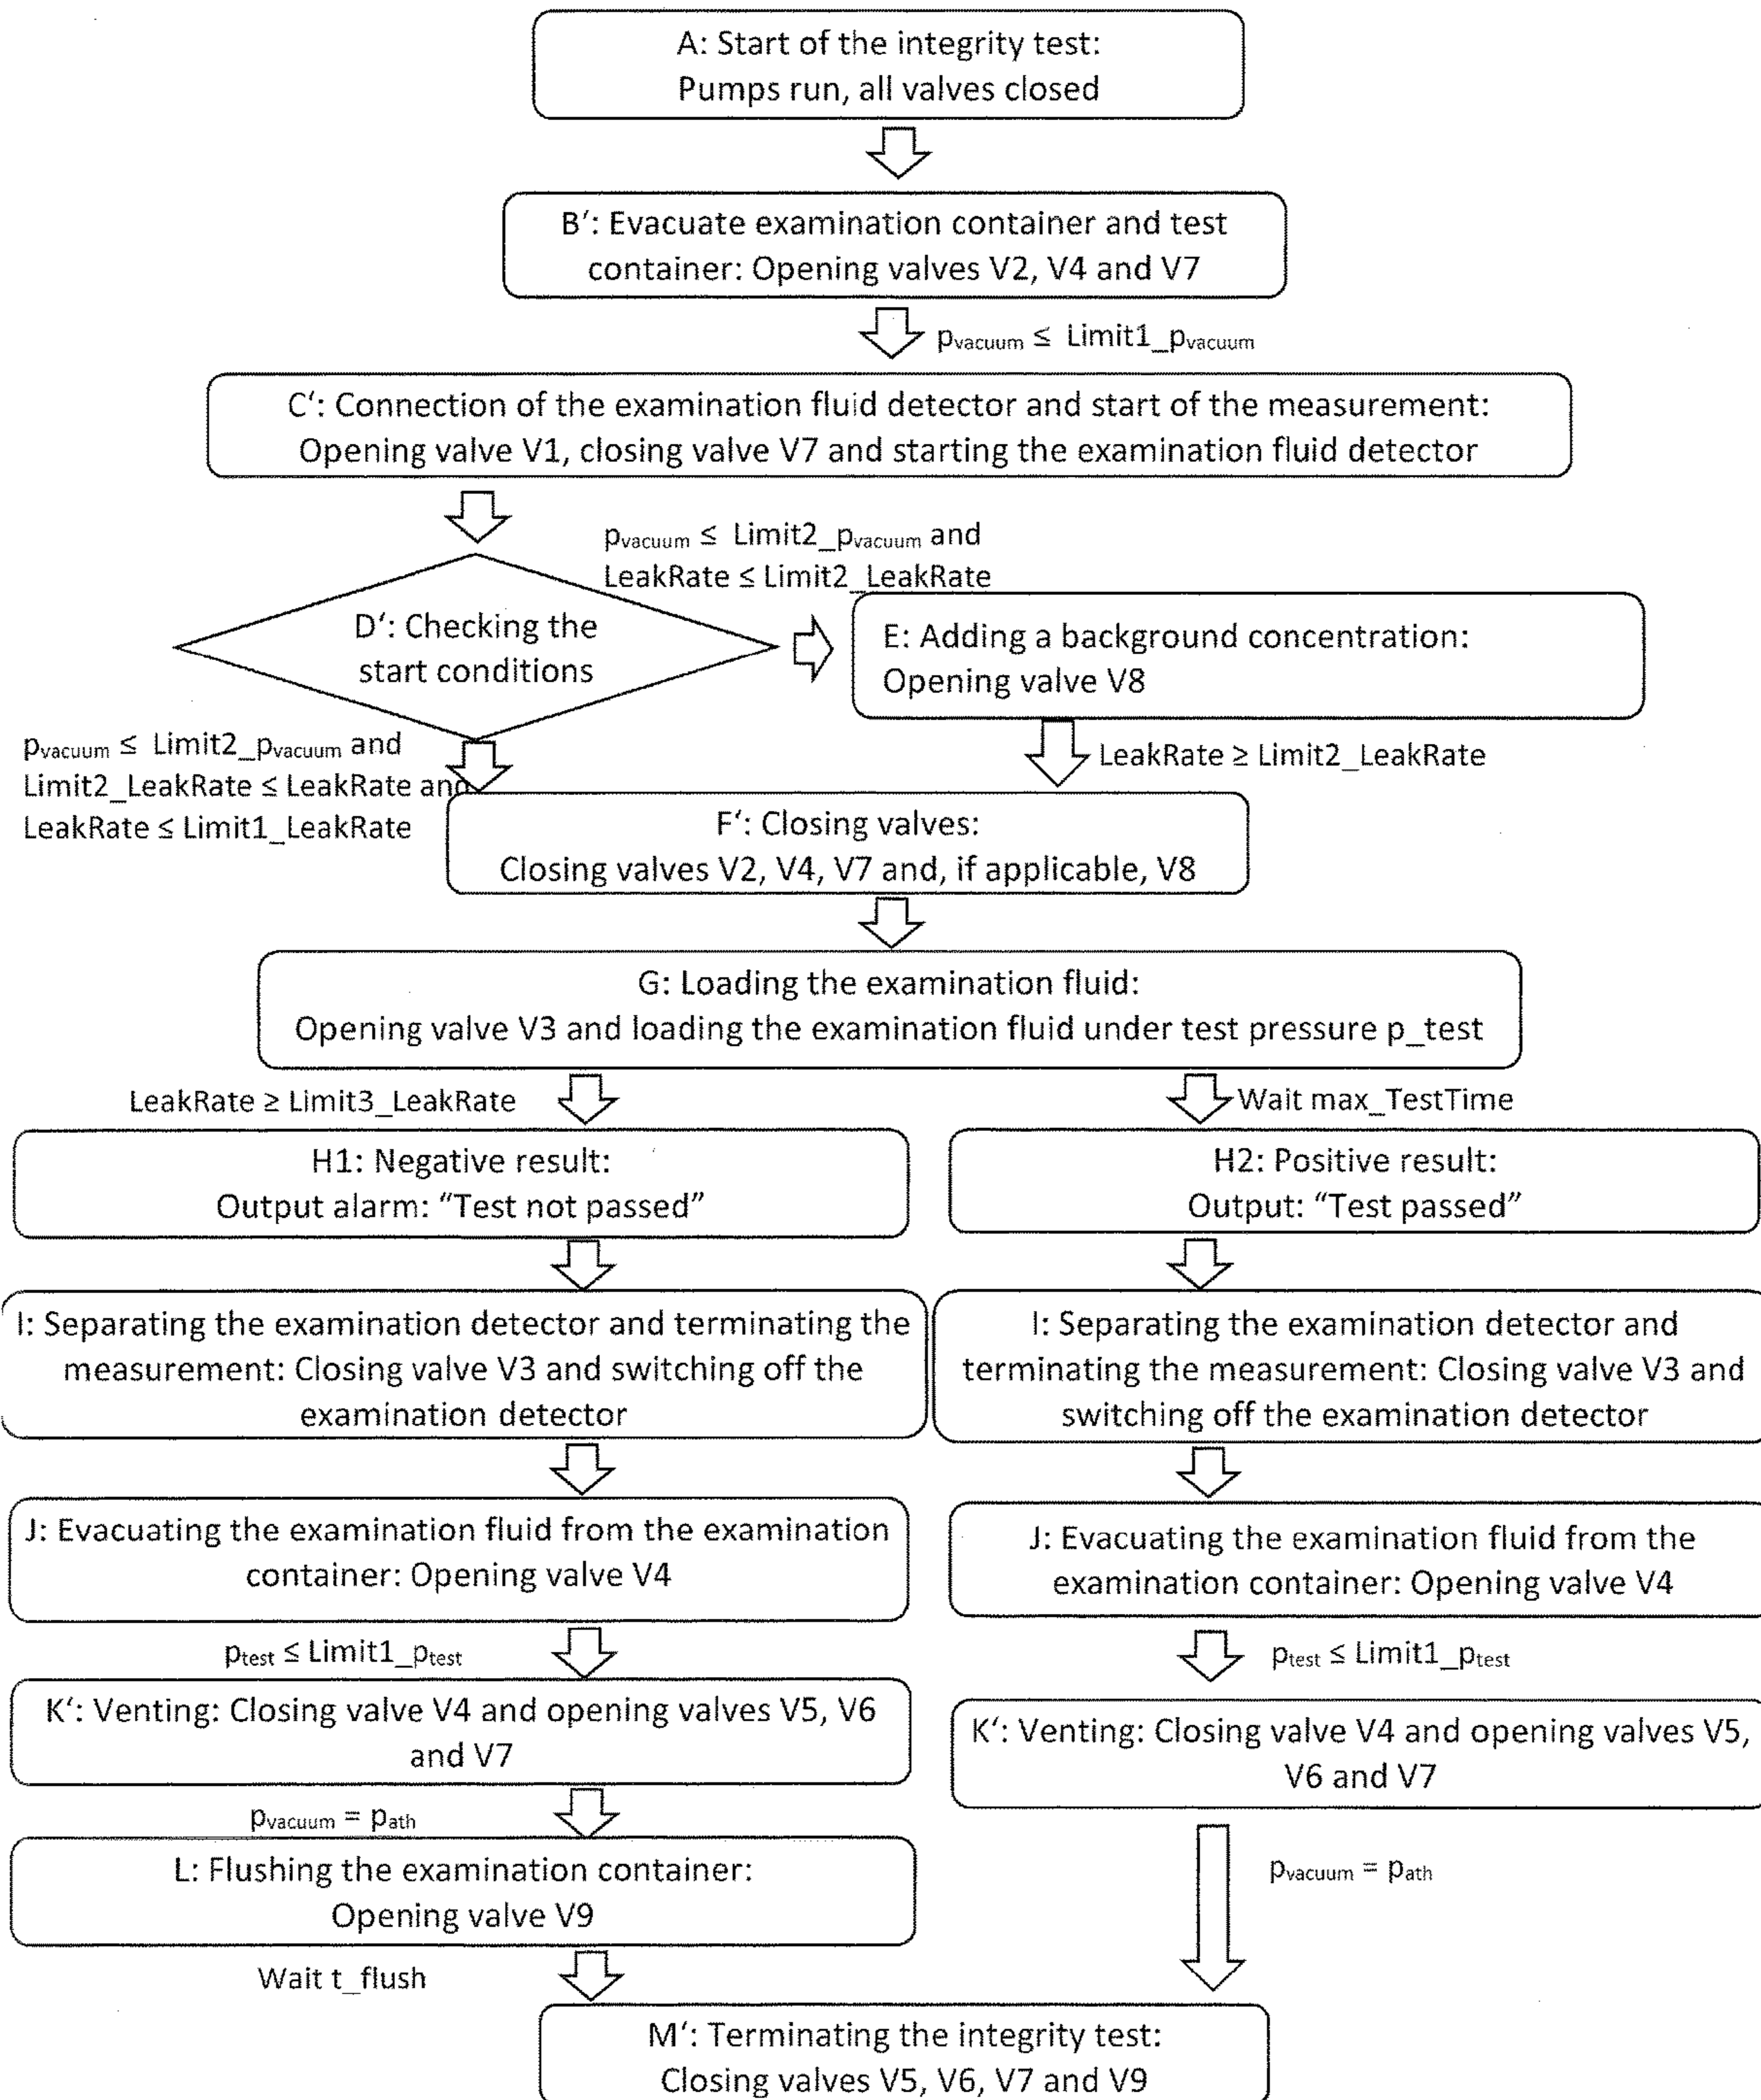 A: Start of the integrity test:
Pumps run, all valves closed
B‘: Evacuate examination container and test
container: Opening valves V2, V4 and V7
pvacuum ≤ Limit1_pvacuum
C‘: Connection of the examination fluid detector and start of the measurement:
Opening valve V1, closing valve V7 and starting the examination fluid detector
pvacuum ≤ Limit2_pvacuum and
LeakRate ≤ Limit2_LeakRate
D‘: Checking the
start conditions
E: Adding a background concentration:
Opening valve V8
pvacuum ≤ Limit2_pvacuum and
Limit2_LeakRate ≤ LeakRate and
LeakRate ≤ Limit1_LeakRate
LeakRate ≥ Limit2_LeakRate
F‘: Closing valves:
Closing valves V2, V4, V7 and, if applicable, V8
G: Loading the examination fluid:
Opening valve V3 and loading the examination fluid under test pressure p_test
LeakRate ≥ Limit3_LeakRate
Wait max_TestTime
H1: Negative result:
Output alarm: “Test not passed”
H2: Positive result:
Output: “Test passed”
I: Separating the examination detector and terminating the
measurement: Closing valve V3 and switching off the
examination detector
I: Separating the examination detector and
terminating the measurement: Closing valve V3 and
switching off the examination detector
J: Evacuating the examination fluid from the examination
container: Opening valve V4
J: Evacuating the examination fluid from the
examination container: Opening valve V4
ptest ≤ Limit1_ptest
ptest ≤ Limit1_ptest
K‘: Venting: Closing valve V4 and opening valves V5, V6
and V7
K‘: Venting: Closing valve V4 and opening valves V5,
V6 and V7
pvacuum = path
L: Flushing the examination container:
Opening valve V9
pvacuum = path
Wait t_flush
M‘: Terminating the integrity test:
Closing valves V5, V6, V7 and V9